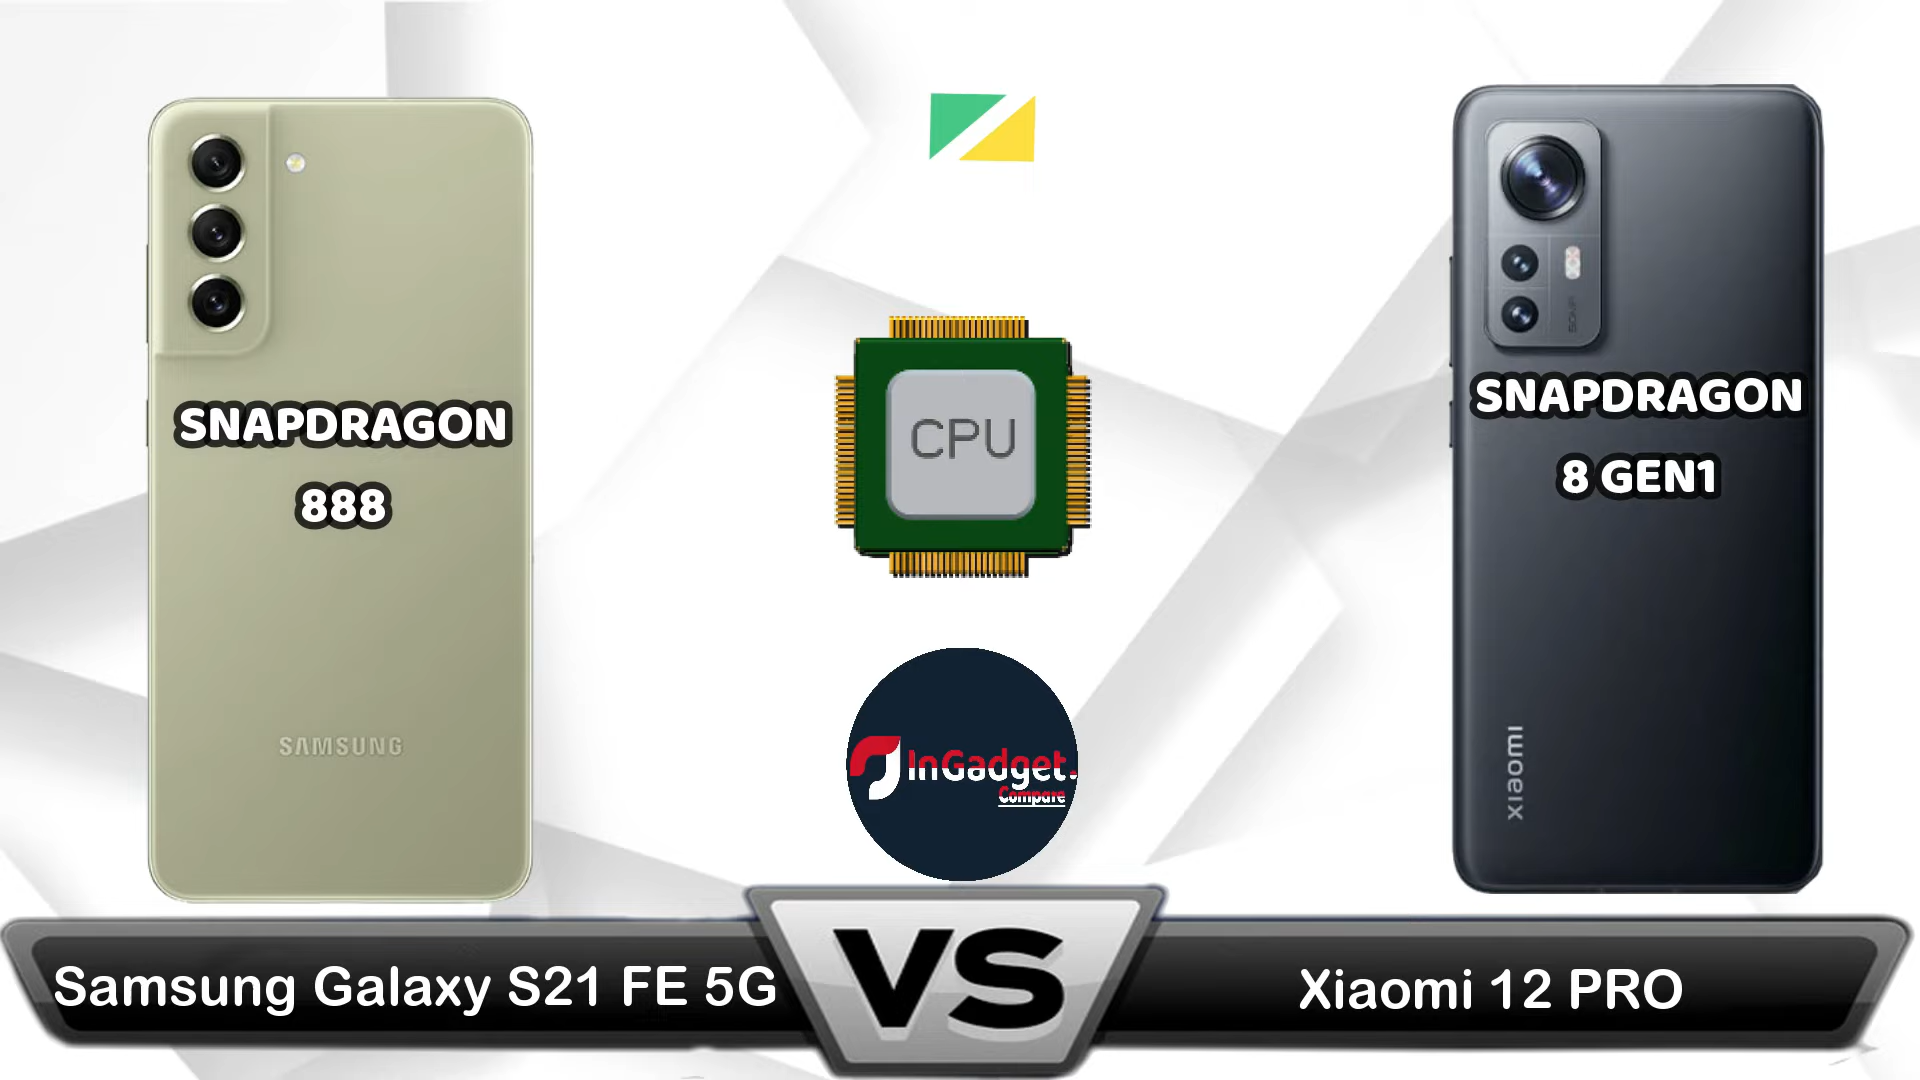 SNAPDRAGON
888
SAMSUNG
CPU
InGadget.
Compare
SNAPDRAGON
8 GEN1
xiaomi
Samsung Galaxy S21 FE 5G
VS
Xiaomi 12 PRO